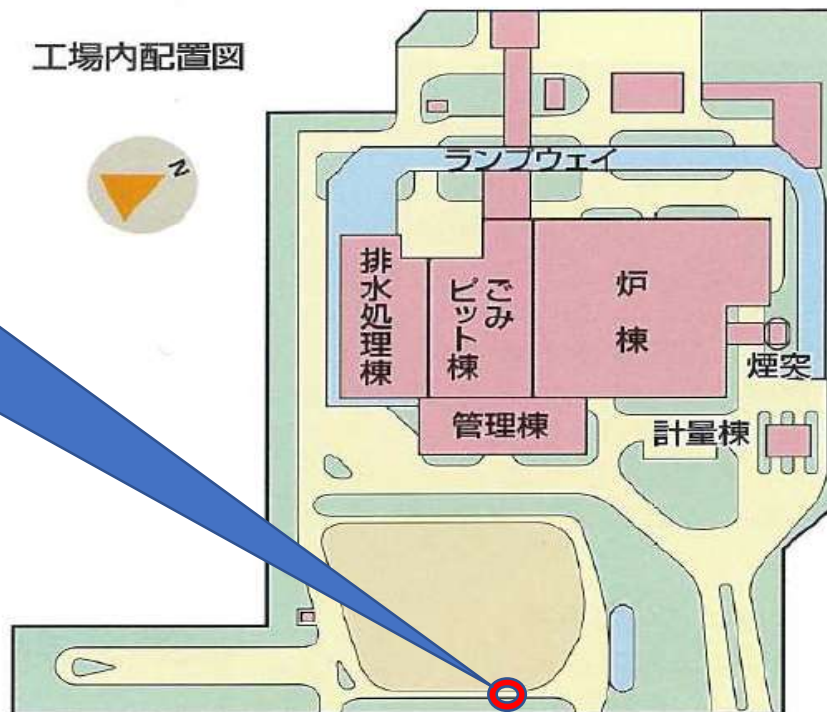 工場内配置図
N
ランプウェイ
排水処理棟
ごみ
ピット棟
炉
棟
煙突
管理棟
計量棟